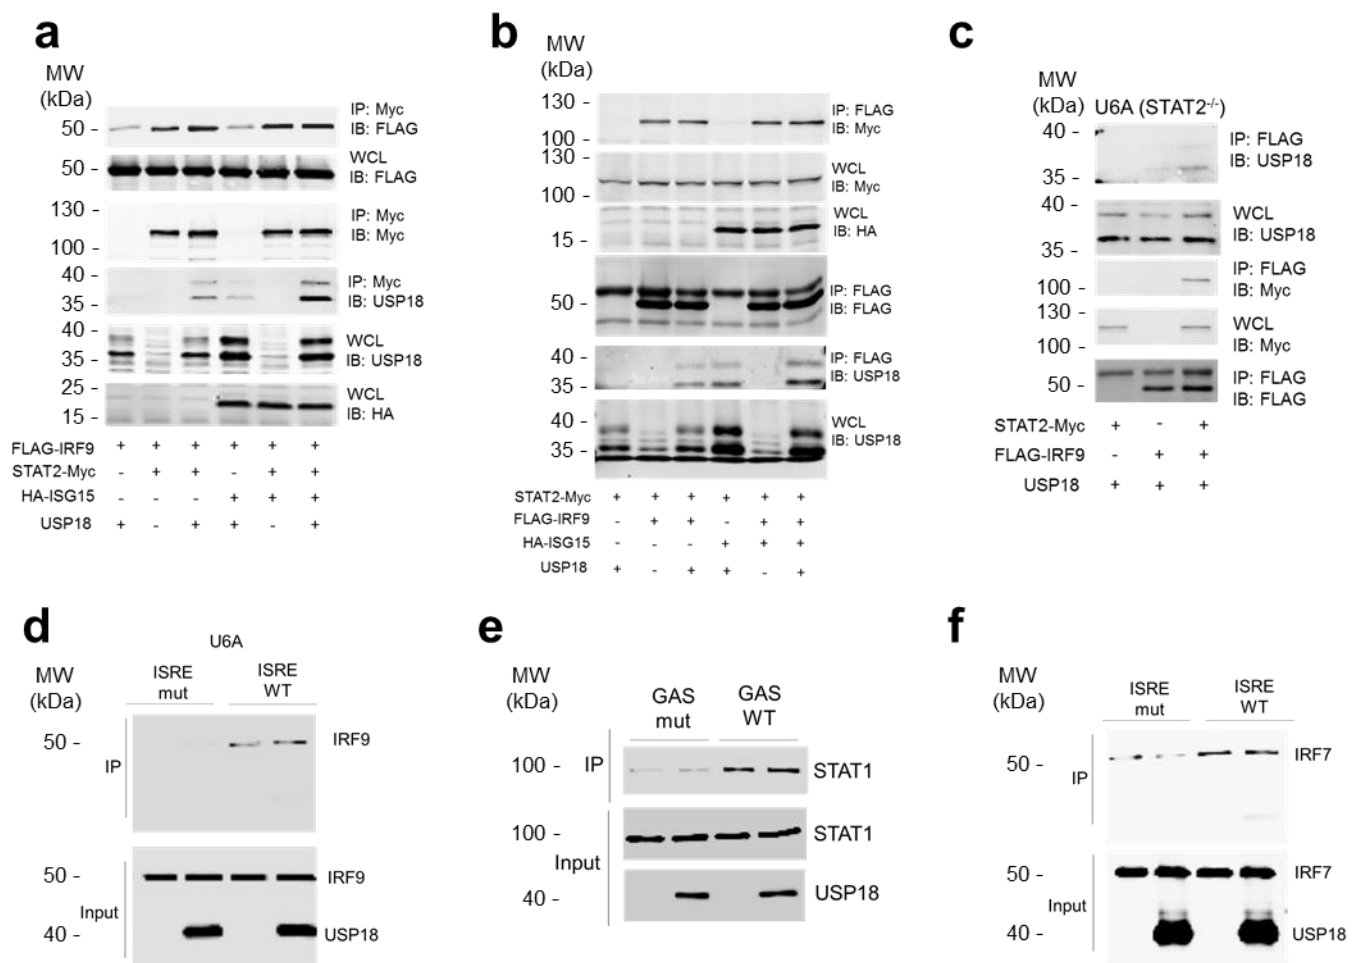 a
MW
(kDa)
50 -
IP: Myc
IB: FLAG
50 -
WCL
IB: FLAG
130 -
100 -
IP: Myc
IB: Myc
40 -
35 -
IP: Myc
IB: USP18
40 -
35 -
WCL
IB: USP18
25 -
15 -
WCL
IB: HA
FLAG-IRF9 + + + + + +
STAT2-Myc - + + - + +
HA-ISG15 - - - + + +
USP18 + - + + - +
b
MW
(kDa)
130 -
100 -
IP: FLAG
IB: Myc
130 -
100 -
WCL
IB: Myc
15 -
WCL
IB: HA
50 -
IP: FLAG
IB: FLAG
40 -
35 -
IP: FLAG
IB: USP18
40 -
35 -
WCL
IB: USP18
STAT2-Myc + + + + + +
FLAG-IRF9 - + + - + +
HA-ISG15 - - - + + +
USP18 + - + + - +
c
MW
(kDa)
U6A (STAT2-/-)
40 -
35 -
IP: FLAG
IB: USP18
40 -
35 -
WCL
IB: USP18
100 -
IP: FLAG
IB: Myc
130 -
100 -
WCL
IB: Myc
50 -
IP: FLAG
IB: FLAG
STAT2-Myc + - +
FLAG-IRF9 - + +
USP18 + + +
d
U6A
MW
(kDa)
ISRE
mut
ISRE
WT
50 -
IP
IRF9
50 -
IRF9
Input
40 -
USP18
e
MW
(kDa)
GAS
mut
GAS
WT
100 -
IP
STAT1
100 -
STAT1
Input
40 -
USP18
f
MW
(kDa)
ISRE
mut
ISRE
WT
50 -
IP
IRF7
50 -
IRF7
Input
40 -
USP18